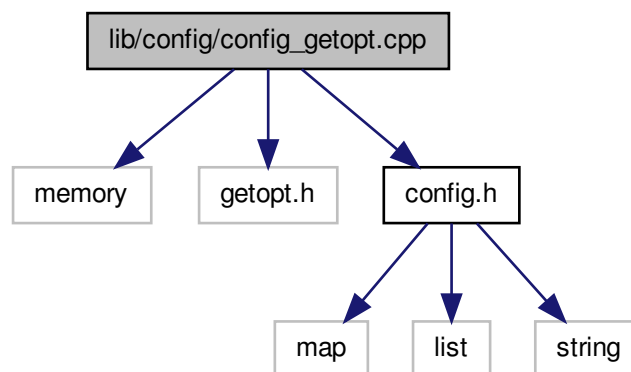 lib/config/config_getopt.cpp
memory
getopt.h
config.h
map
list
string